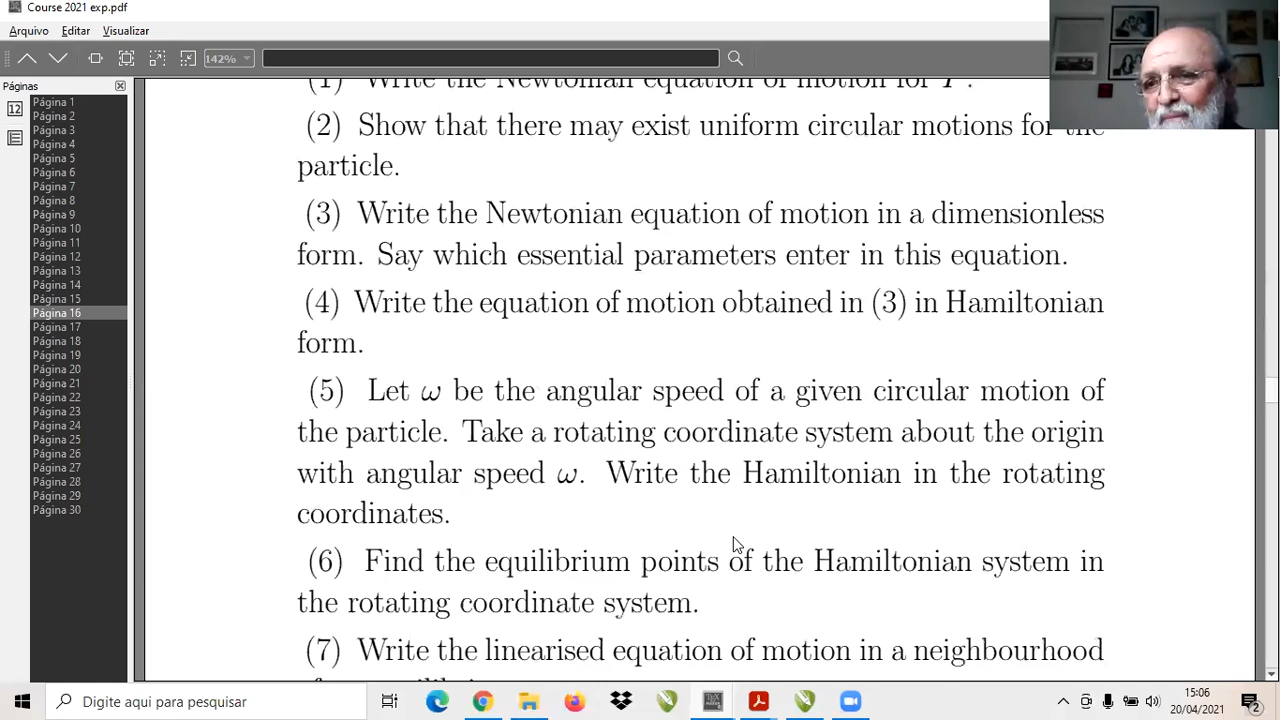 Course 2021 exp.pdf
Arquivo Editar Visualizar
142%
Páginas
Página 1
Página 2
Página 3
Página 4
Página 5
Página 6
Página 7
Página 8
Página 9
Página 10
Página 11
Página 12
Página 13
Página 14
Página 15
Página 16
Página 17
Página 18
Página 19
Página 20
Página 21
Página 22
Página 23
Página 24
Página 25
Página 26
Página 27
Página 28
Página 29
Página 30
(1) Write the Newtonian equation of motion for P.
(2) Show that there may exist uniform circular motions for the
particle.
(3) Write the Newtonian equation of motion in a dimensionless
form. Say which essential parameters enter in this equation.
(4) Write the equation of motion obtained in (3) in Hamiltonian
form.
(5) Let ω be the angular speed of a given circular motion of
the particle. Take a rotating coordinate system about the origin
with angular speed ω. Write the Hamiltonian in the rotating
coordinates.
(6) Find the equilibrium points of the Hamiltonian system in
the rotating coordinate system.
(7) Write the linearised equation of motion in a neighbourhood
Digite aqui para pesquisar
15:06
20/04/2021
2